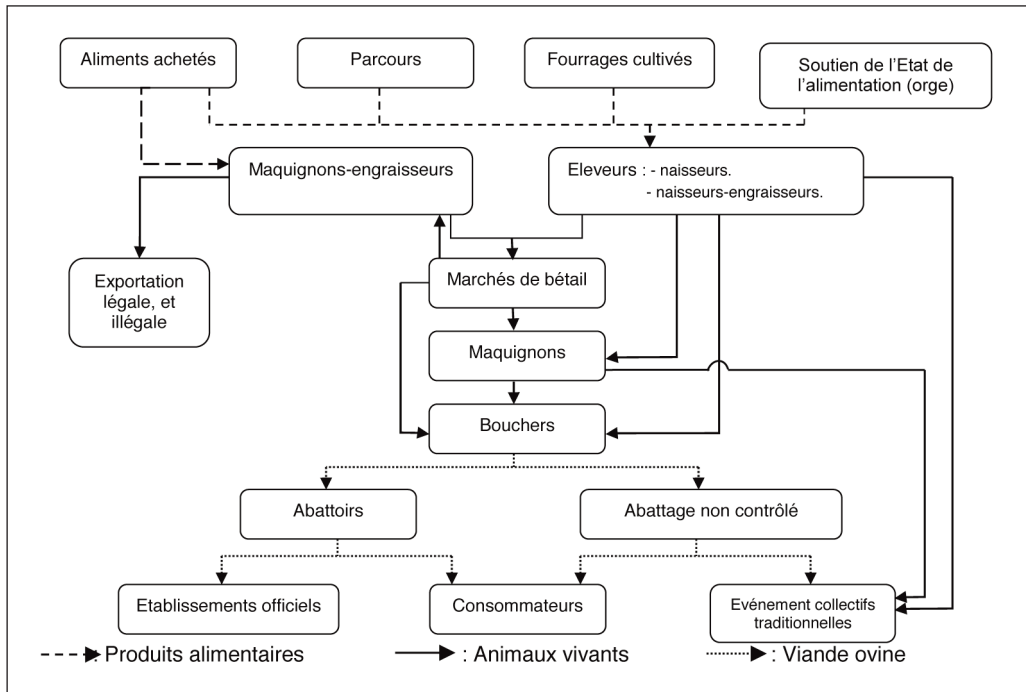 Aliments achetés
Parcours
Fourrages cultivés
Soutien de l'Etat de
l'alimentation (orge)
Maquignons-engraisseurs
Eleveurs : - naisseurs.
- naisseurs-engraisseurs.
Exportation
légale, et
illégale
Marchés de bétail
Maquignons
Bouchers
Abattoirs
Abattage non contrôlé
Etablissements officiels
Consommateurs
Evénement collectifs
traditionnelles
: Produits alimentaires
: Animaux vivants
: Viande ovine